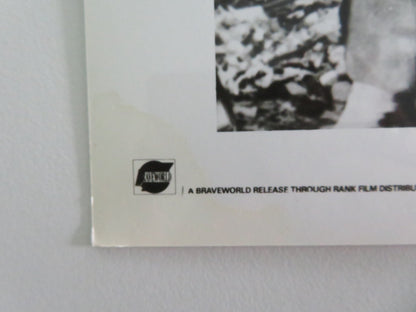 A BRAVEWORLD RELEASE THROUGH RANK FILM DISTRIBU